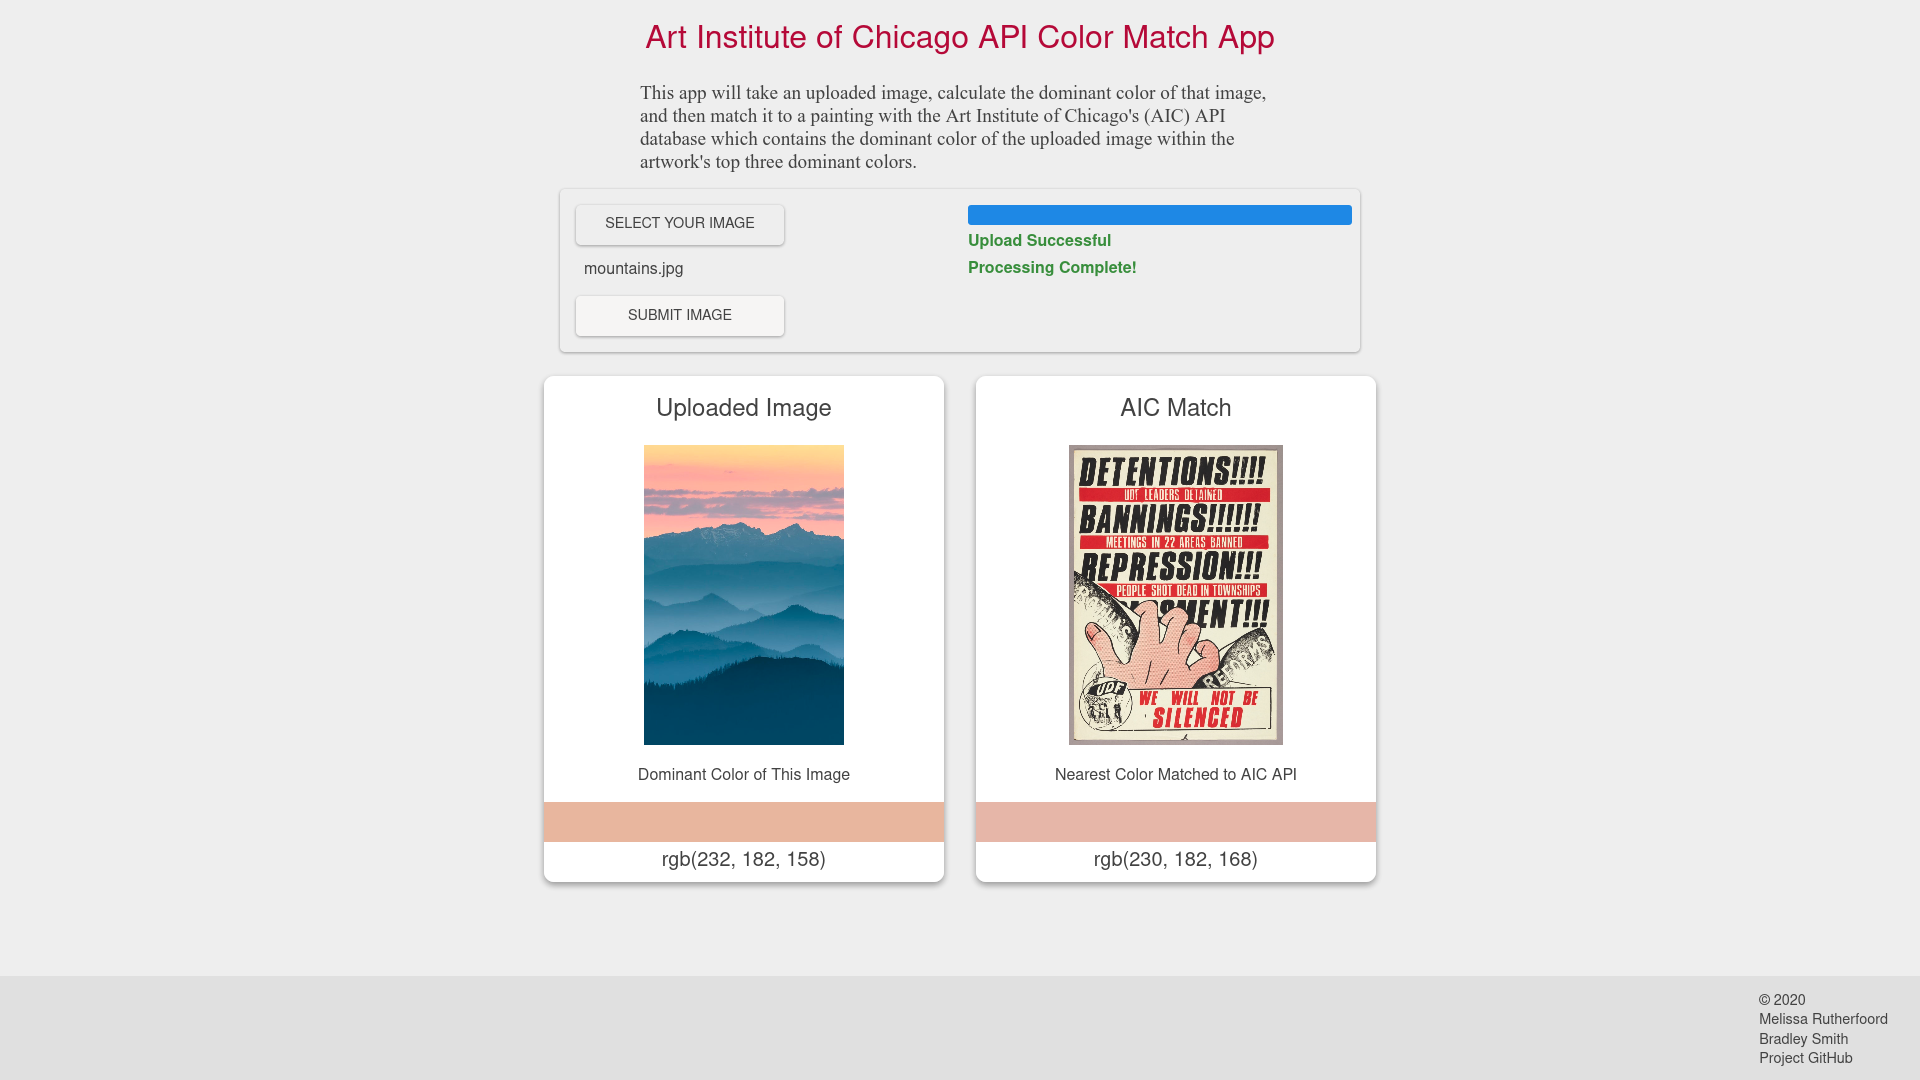 Art Institute of Chicago API Color Match App
This app will take an uploaded image, calculate the dominant color of that image,
and then match it to a painting with the Art Institute of Chicago's (AIC) API
database which contains the dominant color of the uploaded image within the
artwork's top three dominant colors.
SELECT YOUR IMAGE
mountains.jpg
SUBMIT IMAGE
Upload Successful
Processing Complete!
Uploaded Image
Dominant Color of This Image
rgb(232, 182, 158)
AIC Match
DETENTIONS!!!!
UDF LEADERS DETAINED
BANNINGS!!!!!!
MEETINGS IN 22 AREAS BANNED
REPRESSION!!!
PEOPLE SHOT DEAD IN TOWNSHIPS
REFORMS
UDF
WE WILL NOT BE
SILENCED
Nearest Color Matched to AIC API
rgb(230, 182, 168)
© 2020
Melissa Rutherfoord
Bradley Smith
Project GitHub